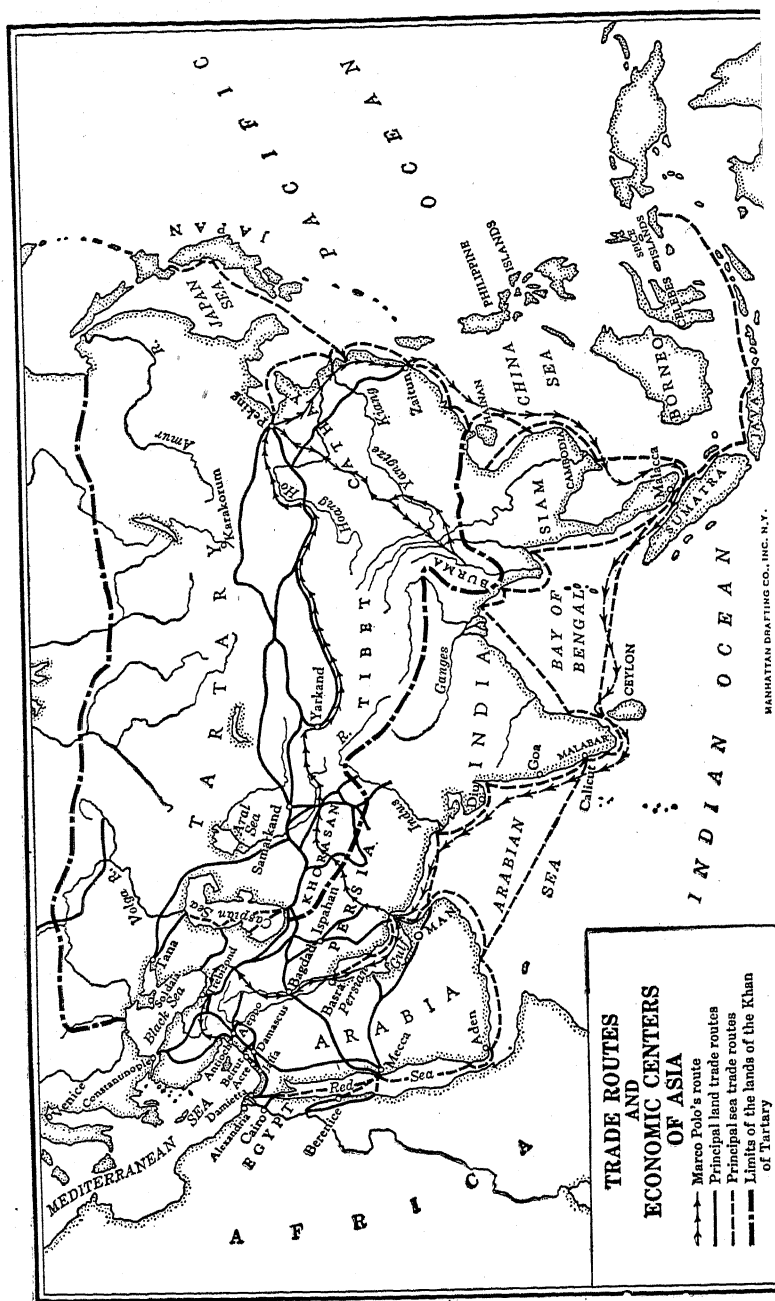 TRADE ROUTES
AND
ECONOMIC CENTERS
OF ASIA
Marco Polo's route
Principal land trade routes
Principal sea trade routes
Limits of the lands of the Khan
of Tartary
MANHATTAN DRAFTING CO., INC. N.Y.
PACIFIC
OCEAN
JAPAN
JAPAN
SEA
Amur
R.
Karakorum
TARTARY
Peking
CATHAY
Hoang
Ho
Yangtze
Kiang
Zaitun
HAINAN
CHINA
SEA
PHILIPPINE
ISLANDS
SPICE
ISLANDS
CELEBES
BORNEO
JAVA
SUMATRA
Malacca
CAMBODIA
SIAM
BURMA
TIBET
Yarkand
BAY OF
BENGAL
CEYLON
Ganges
INDIA
MALABAR
Calicut
Goa
Diu
Indus
R.
INDIAN OCEAN
ARABIAN
SEA
Samarkand
Aral
Sea
KHORASAN
Ispahan
PERSIA
Caspian Sea
Volga R.
Tana
Soldaia
Black Sea
Trebizond
Constantinople
Venice
MEDITERRANEAN SEA
Antioch
Aleppo
Beirut
Damascus
Acre
Jaffa
Damietta
Alexandria
Cairo
EGYPT
Berenice
Red Sea
Mecca
Aden
ARABIA
Bagdad
Basra
Persian
Gulf
OMAN
AFRICA